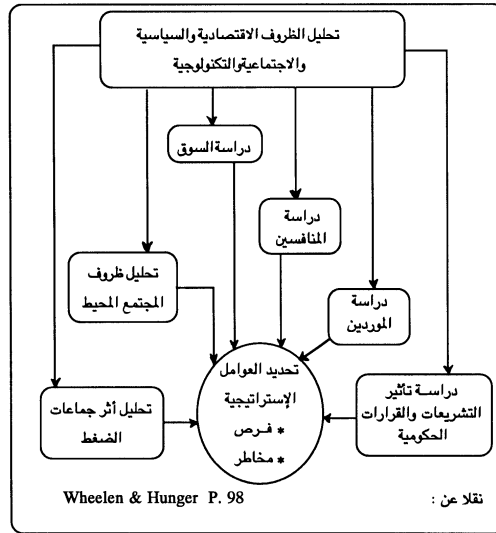 تحليل الظروف الاقتصادية والسياسية
والاجتماعية والتكنولوجية
دراسة السوق
دراسة
المنافسين
تحليل ظروف
المجتمع المحيط
دراسة
الموردين
تحديد العوامل
الإستراتيجية
* فرص
* مخاطر
دراسة تأثير
التشريعات والقرارات
الحكومية
تحليل أثر جماعات
الضغط
نقلا عن : Wheelen & Hunger P. 98